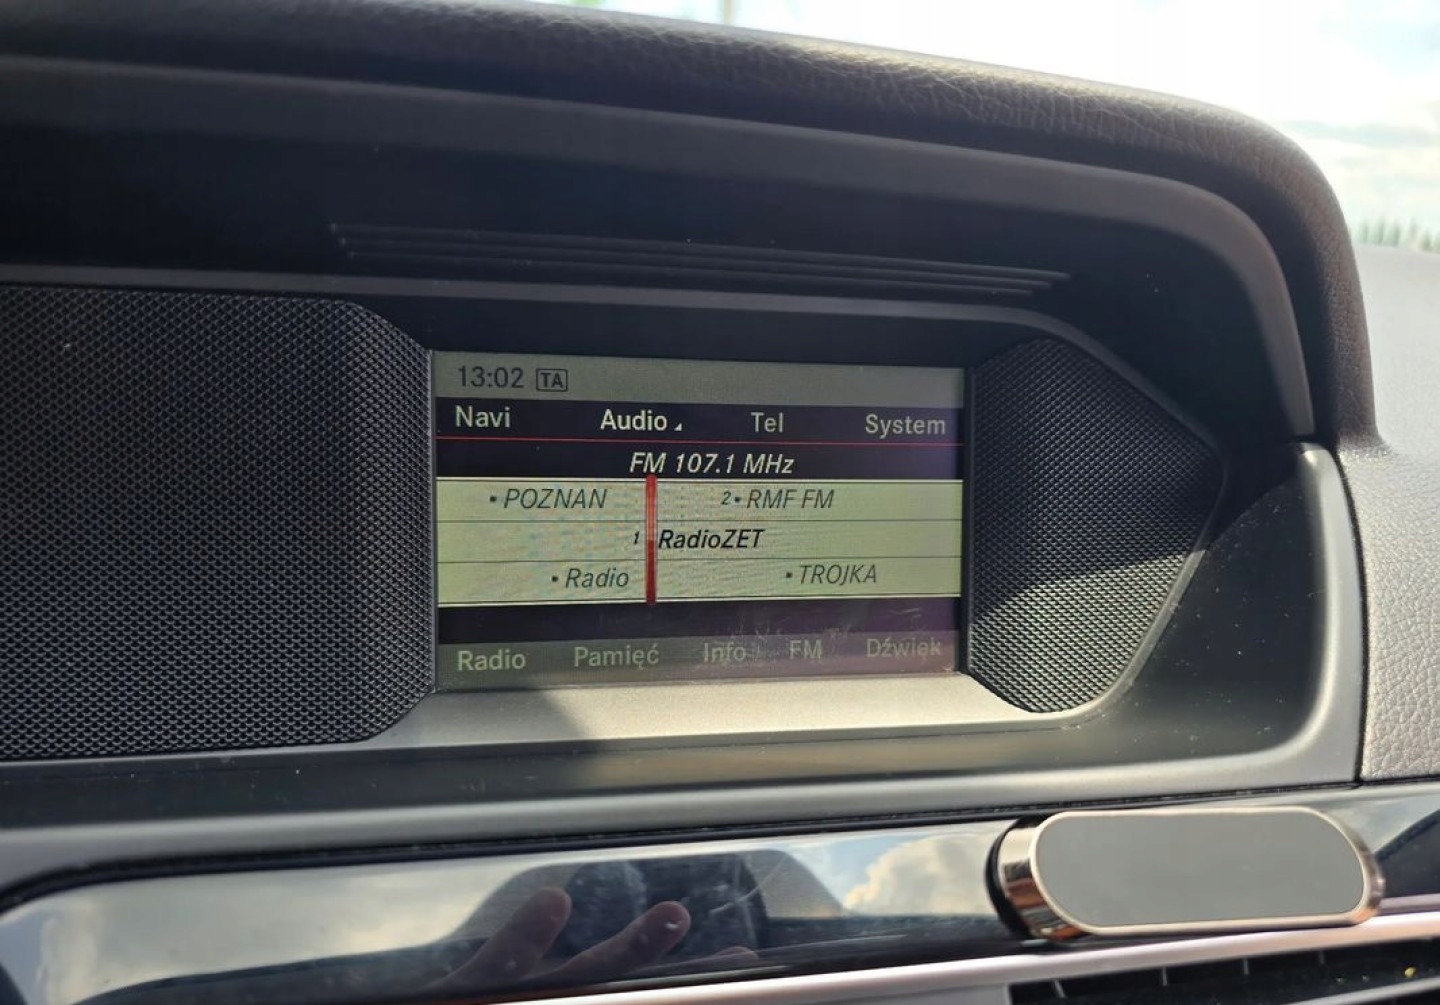 13:02 TA
Navi Audio Tel System
FM 107.1 MHz
• POZNAN 2• RMF FM
1 RadioZET
• Radio • TROJKA
Radio Pamięć Info FM Dźwięk